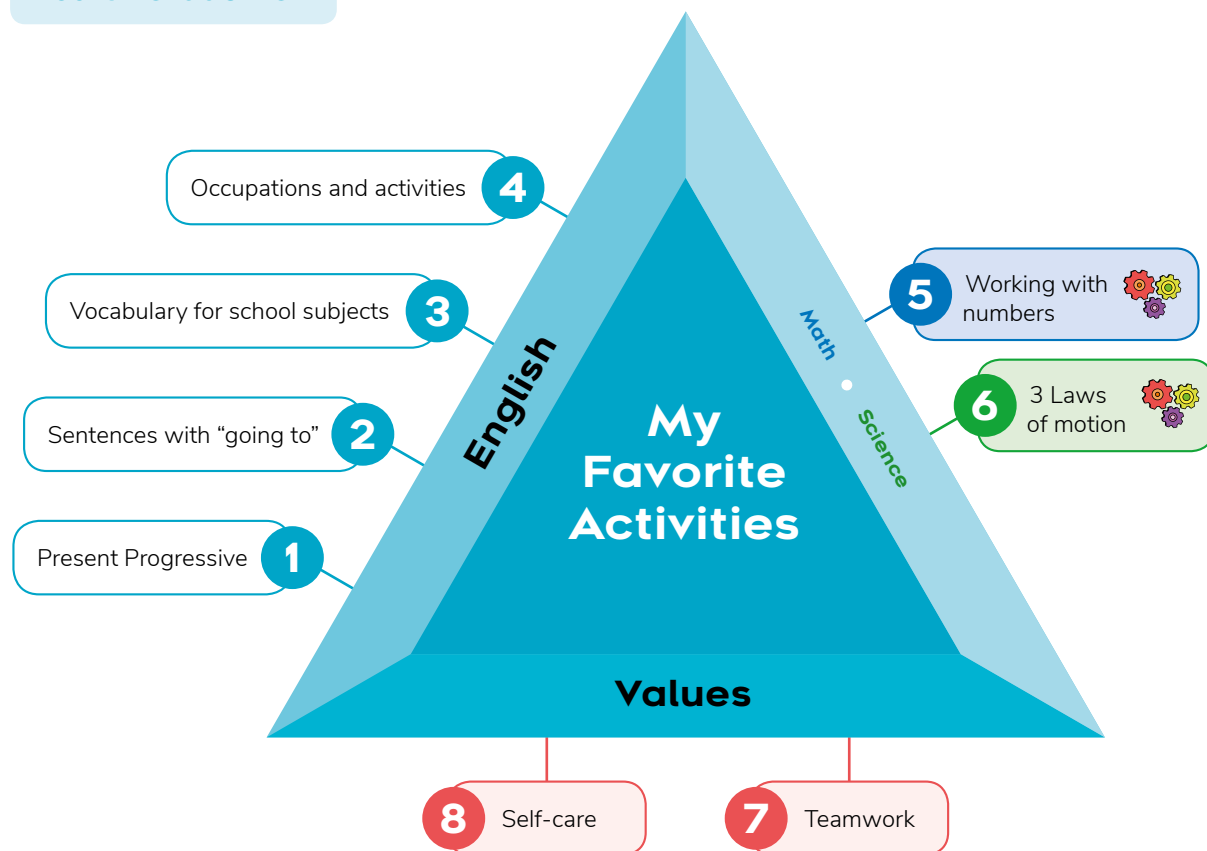 4
Occupations and activities
3
Vocabulary for school subjects
2
Sentences with “going to”
1
Present Progressive
English
My
Favorite
Activities
Math
Science
5
Working with
numbers
6
3 Laws
of motion
Values
8
Self-care
7
Teamwork